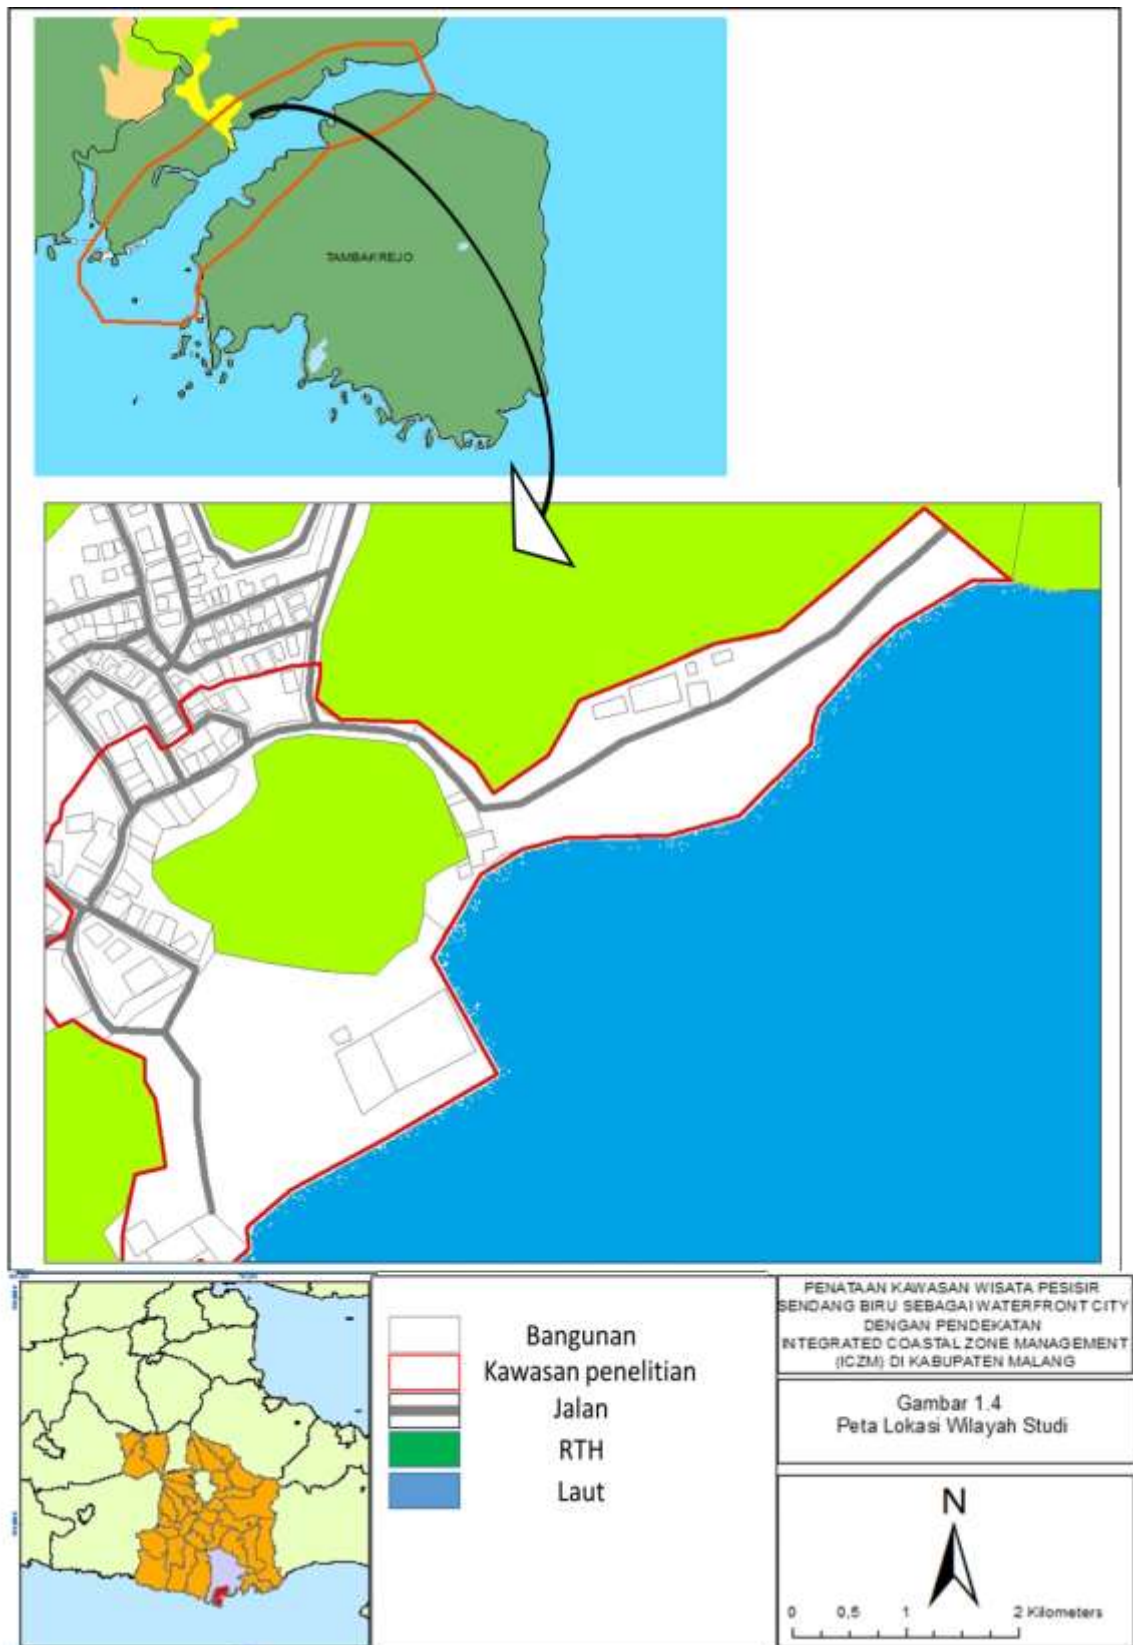 TAMBAKREJO
Bangunan
Kawasan penelitian
Jalan
RTH
Laut
PENATAAN KAWASAN WISATA PESISIR
SENDANG BIRU SEBAGAI WATERFRONT CITY
DENGAN PENDEKATAN
INTEGRATED COASTAL ZONE MANAGEMENT
(ICZM) DI KABUPATEN MALANG
Gambar 1.4
Peta Lokasi Wilayah Studi
N
0 0,5 1 2 Kilometers